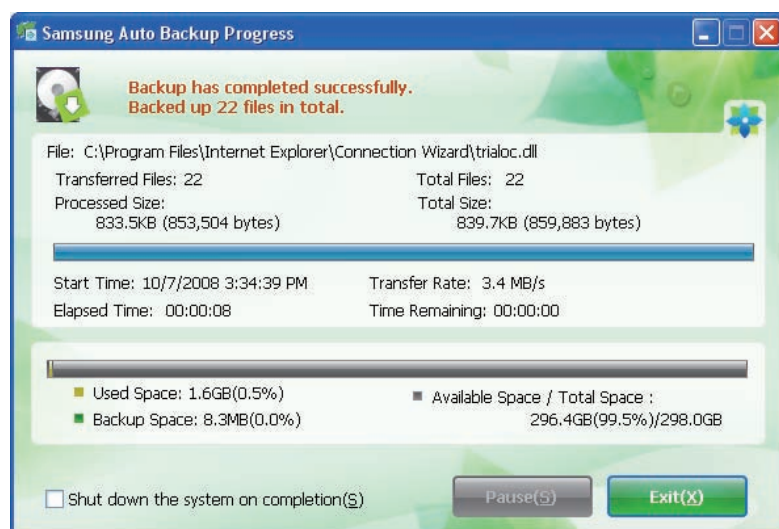 Samsung Auto Backup Progress
Backup has completed successfully.
Backed up 22 files in total.
File: C:\Program Files\Internet Explorer\Connection Wizard\trialoc.dll
Transferred Files: 22
Total Files: 22
Processed Size:
833.5KB (853,504 bytes)
Total Size:
839.7KB (859,883 bytes)
Start Time: 10/7/2008 3:34:39 PM
Transfer Rate: 3.4 MB/s
Elapsed Time: 00:00:08
Time Remaining: 00:00:00
Used Space: 1.6GB(0.5%)
Backup Space: 8.3MB(0.0%)
Available Space / Total Space :
296.4GB(99.5%)/298.0GB
Shut down the system on completion(S)
Pause(S)
Exit(X)